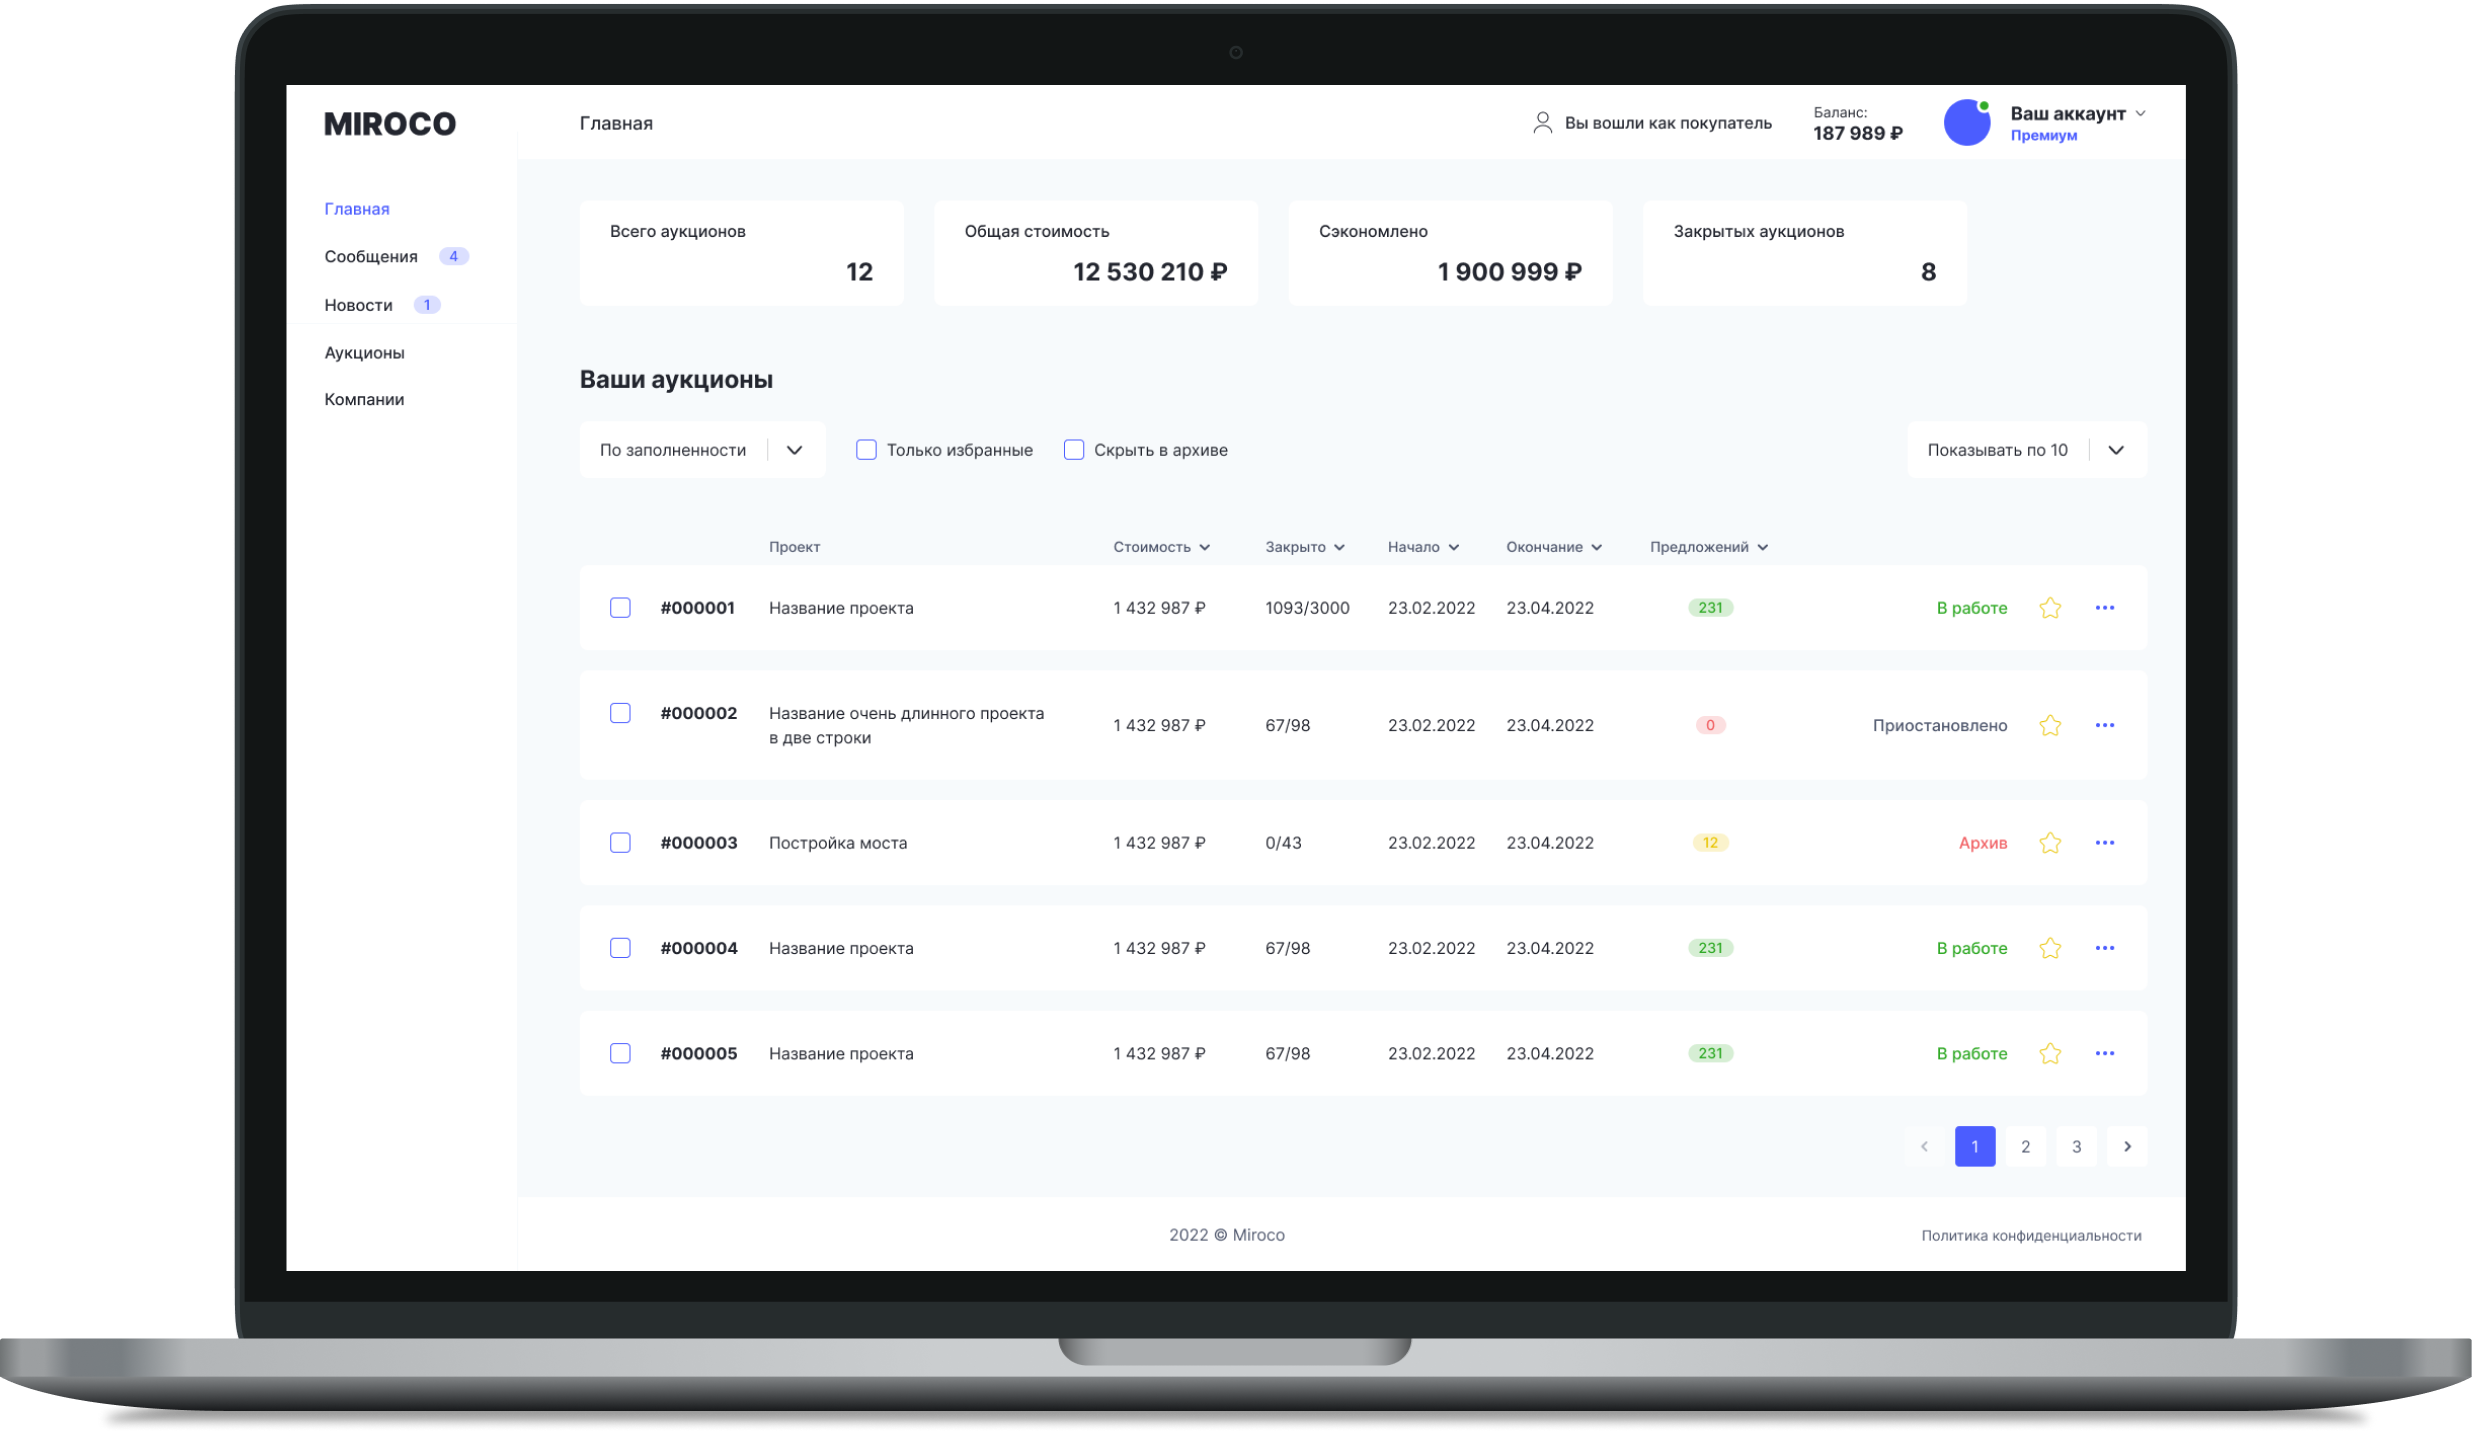 MIROCO
Главная
Вы вошли как покупатель
Баланс:
187 989 ₽
Ваш аккаунт
Премиум
Главная
Сообщения 4
Новости 1
Аукционы
Компании
Всего аукционов
12
Общая стоимость
12 530 210 ₽
Сэкономлено
1 900 999 ₽
Закрытых аукционов
8
Ваши аукционы
По заполненности
Только избранные
Скрыть в архиве
Показывать по 10
Проект Стоимость Закрыто Начало Окончание Предложений
#000001 Название проекта 1 432 987 ₽ 1093/3000 23.02.2022 23.04.2022 231 В работе
#000002 Название очень длинного проекта
в две строки
1 432 987 ₽ 67/98 23.02.2022 23.04.2022 0 Приостановлено
#000003 Постройка моста 1 432 987 ₽ 0/43 23.02.2022 23.04.2022 12 Архив
#000004 Название проекта 1 432 987 ₽ 67/98 23.02.2022 23.04.2022 231 В работе
#000005 Название проекта 1 432 987 ₽ 67/98 23.02.2022 23.04.2022 231 В работе
1 2 3
2022 © Miroco
Политика конфиденциальности